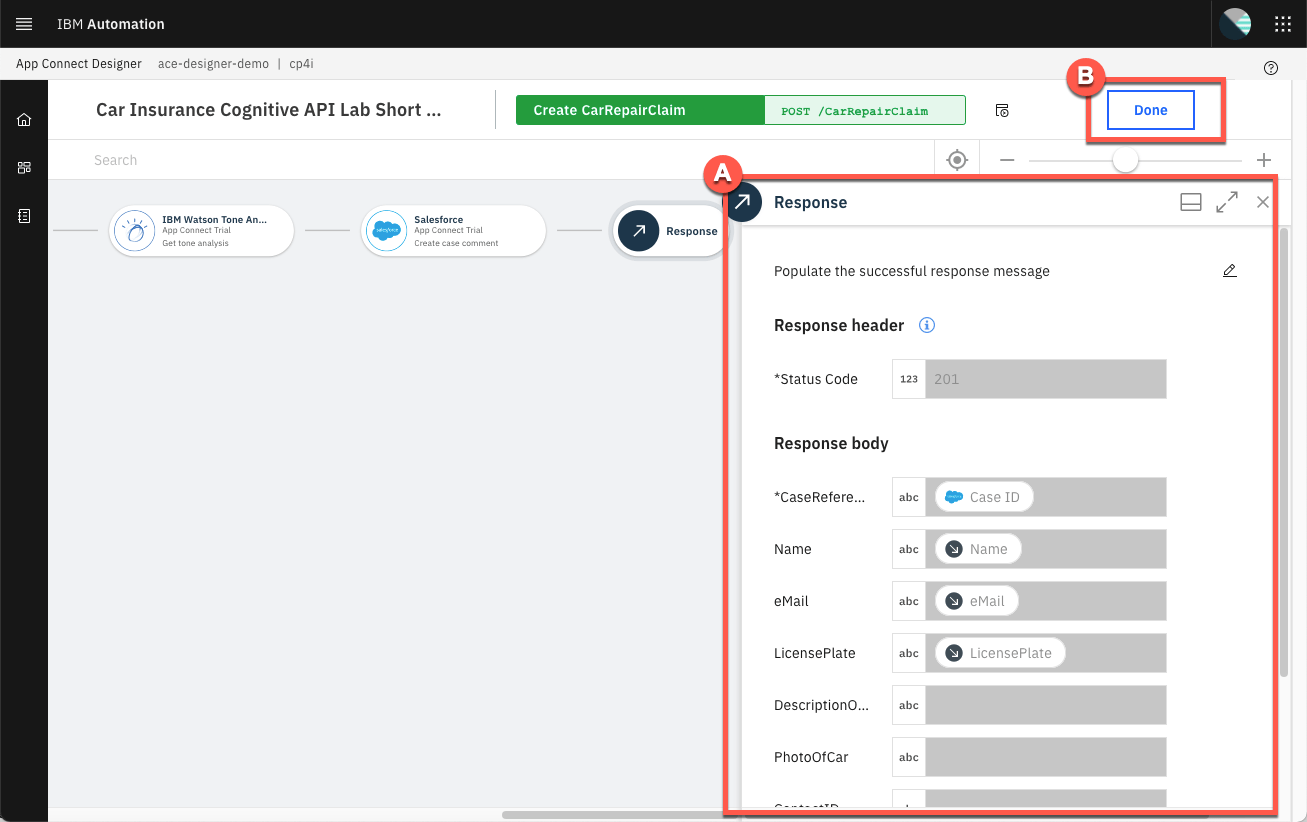 IBM Automation
App Connect Designer ace-designer-demo | cp4i
B
Car Insurance Cognitive API Lab Short ...
Create CarRepairClaim
POST /CarRepairClaim
Done
Search
A
IBM Watson Tone An...
App Connect Trial
Get tone analysis
salesforce
Salesforce
App Connect Trial
Create case comment
Response
Response
Populate the successful response message
Response header
*Status Code 123 201
Response body
*CaseRefere... abc Case ID
Name abc Name
eMail abc eMail
LicensePlate abc LicensePlate
DescriptionO... abc
PhotoOfCar abc
ContactID